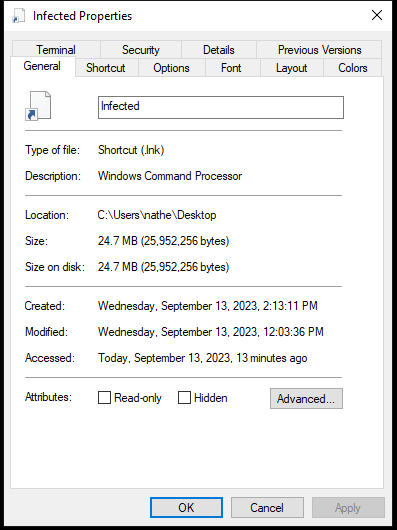 Infected Properties
Terminal Security Details Previous Versions
General Shortcut Options Font Layout Colors
Infected
Type of file: Shortcut (.lnk)
Description: Windows Command Processor
Location: C:\Users\nathe\Desktop
Size: 24.7 MB (25,952,256 bytes)
Size on disk: 24.7 MB (25,952,256 bytes)
Created: Wednesday, September 13, 2023, 2:13:11 PM
Modified: Wednesday, September 13, 2023, 12:03:36 PM
Accessed: Today, September 13, 2023, 13 minutes ago
Attributes: Read-only Hidden Advanced...
OK Cancel Apply